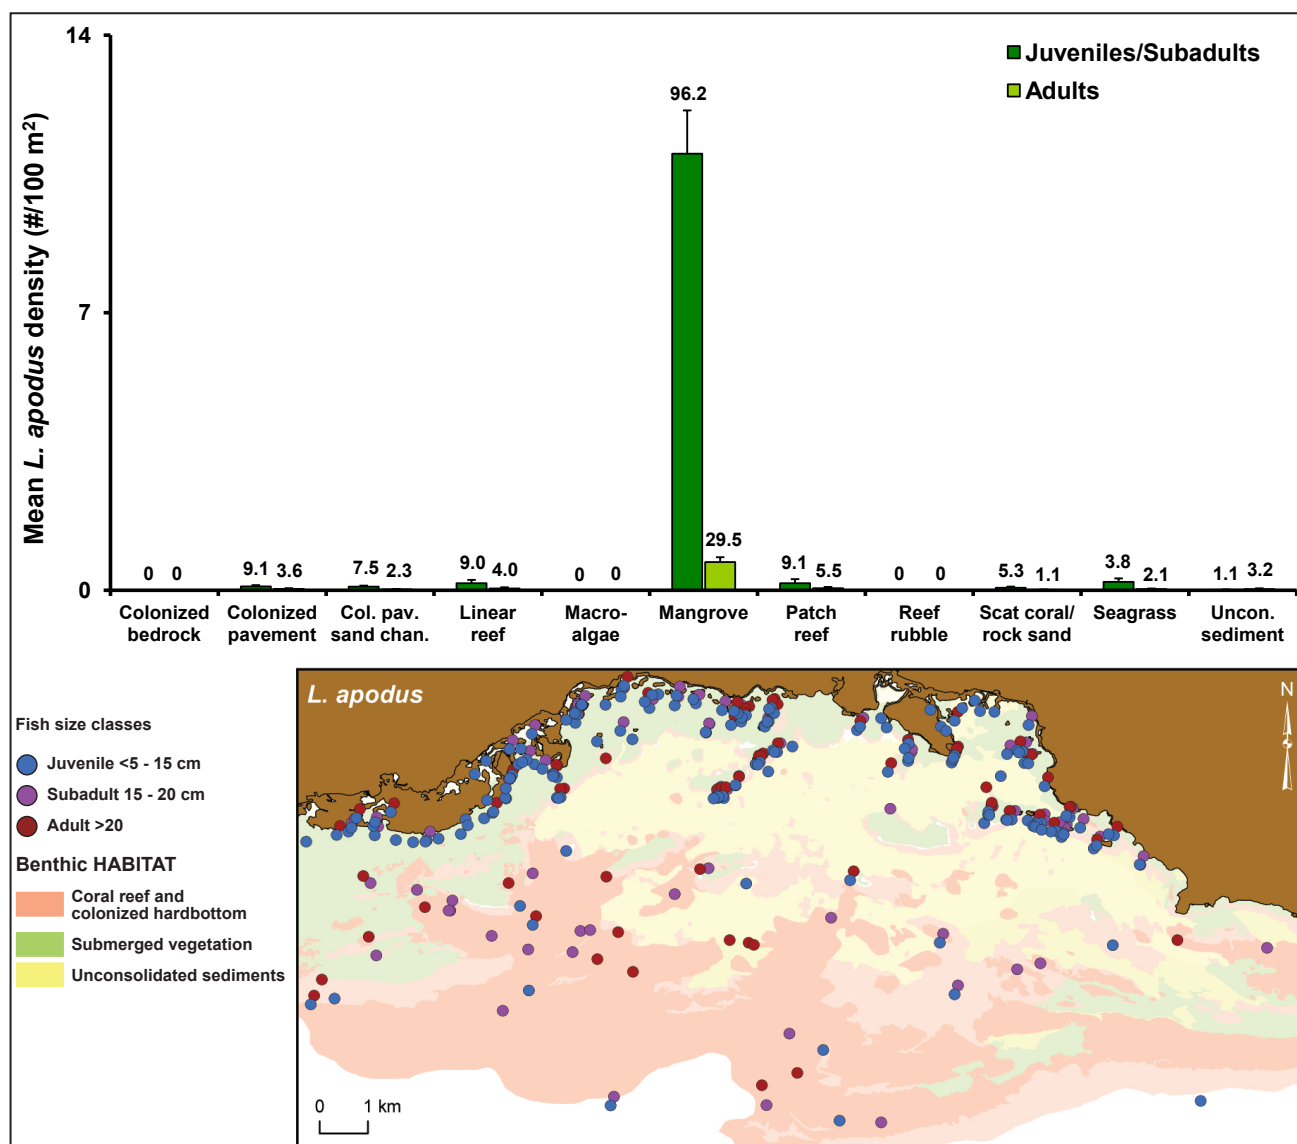 14
Juveniles/Subadults
Adults
96.2
Mean L. apodus density (#/100 m²)
7
29.5
0 0 9.1 3.6 7.5 2.3 9.0 4.0 0 0 9.1 5.5 0 0 5.3 1.1 3.8 2.1 1.1 3.2
0
Colonized bedrock
Colonized pavement
Col. pav. sand chan.
Linear reef
Macro-
algae
Mangrove
Patch reef
Reef rubble
Scat coral/
rock sand
Seagrass
Uncon. sediment
L. apodus
N
Fish size classes
Juvenile <5 - 15 cm
Subadult 15 - 20 cm
Adult >20
Benthic HABITAT
Coral reef and
colonized hardbottom
Submerged vegetation
Unconsolidated sediments
0 1 km